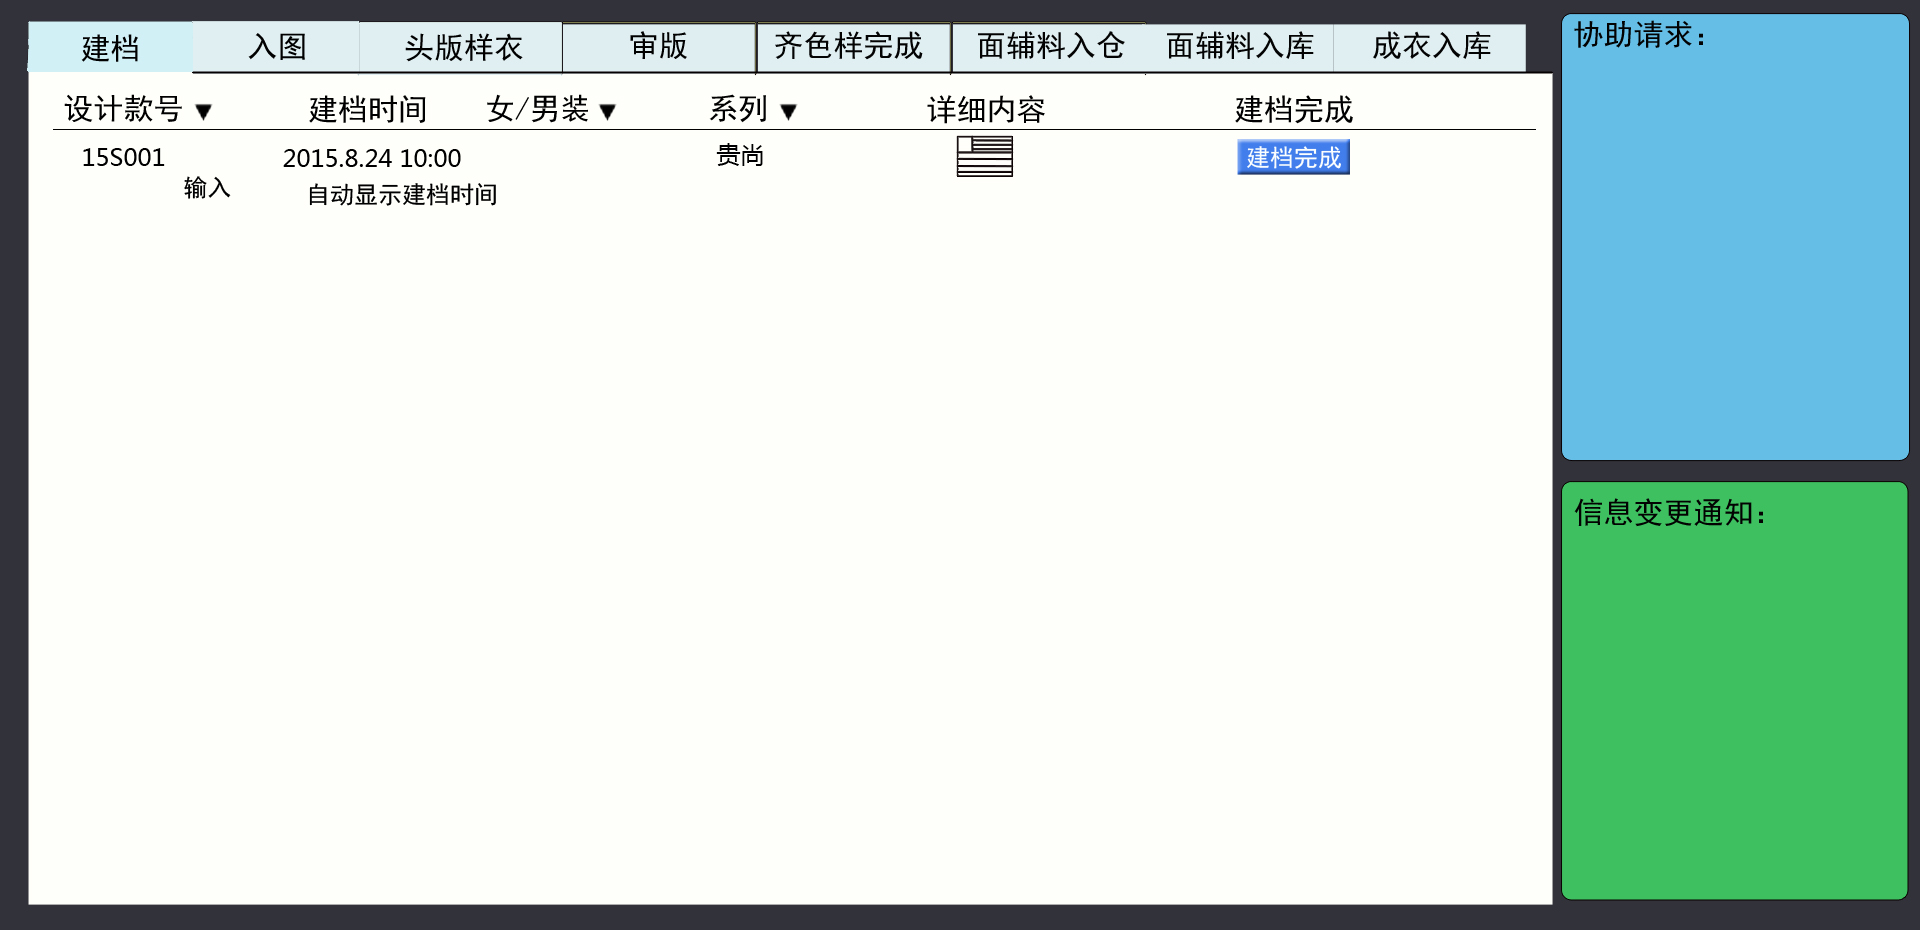 建档 入图 头版样衣 审版 齐色样完成 面辅料入仓 面辅料入库 成衣入库
设计款号 ▼ 建档时间 女/男装 ▼ 系列 ▼ 详细内容 建档完成
15S001 2015.8.24 10:00 贵尚 建档完成
输入 自动显示建档时间
协助请求：
信息变更通知：